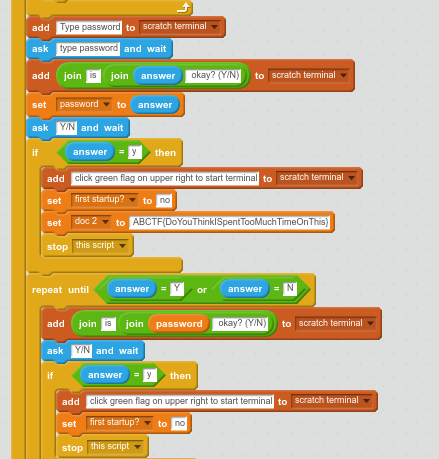 add Type password to scratch terminal
ask type password and wait
add join is join answer okay? (Y/N) to scratch terminal
set password to answer
ask Y/N and wait
if answer = y then
add click green flag on upper right to start terminal to scratch terminal
set first startup? to no
set doc 2 to ABCTF{DoYouThinkISpentTooMuchTimeOnThis}
stop this script
repeat until answer = Y or answer = N
add join is join password okay? (Y/N) to scratch terminal
ask Y/N and wait
if answer = y then
add click green flag on upper right to start terminal to scratch terminal
set first startup? to no
stop this script